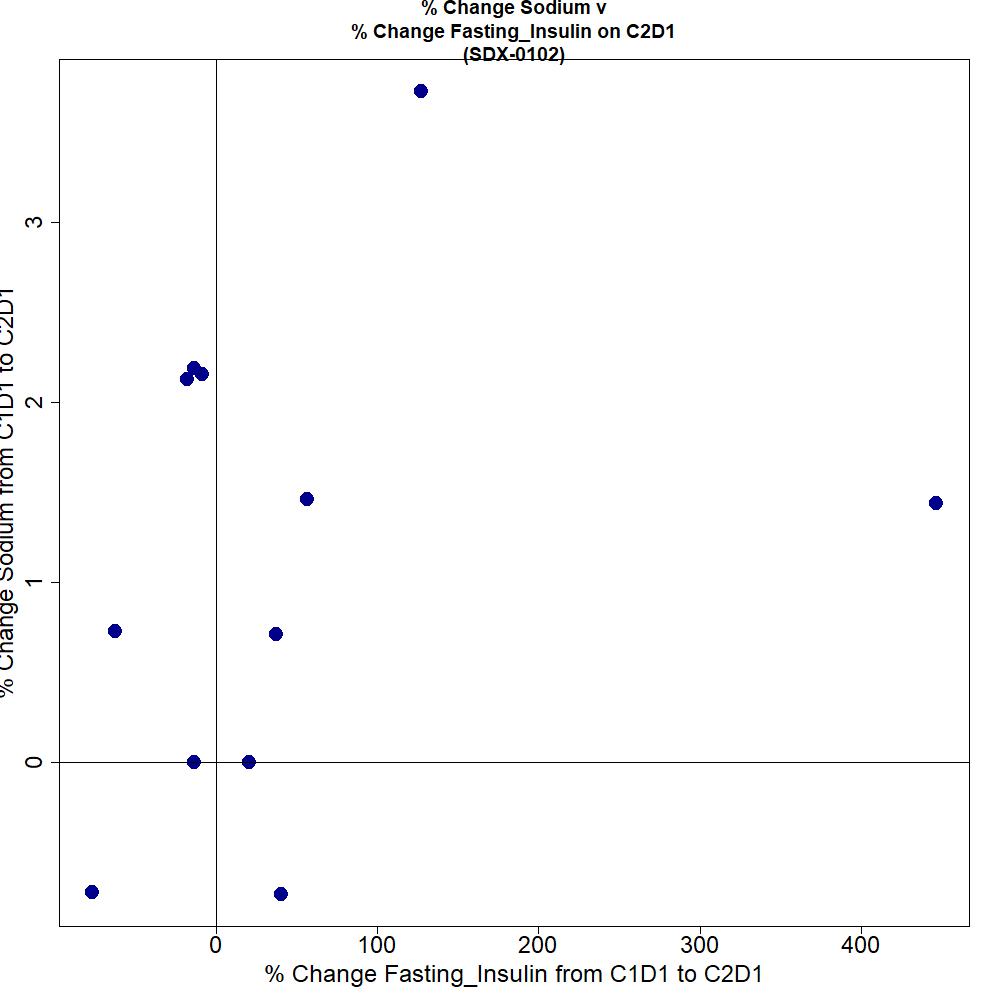 % Change Sodium v
% Change Fasting_Insulin on C2D1
(SDX-0102)
% Change Sodium from C1D1 to C2D1
3
2
1
0
0 100 200 300 400
% Change Fasting_Insulin from C1D1 to C2D1